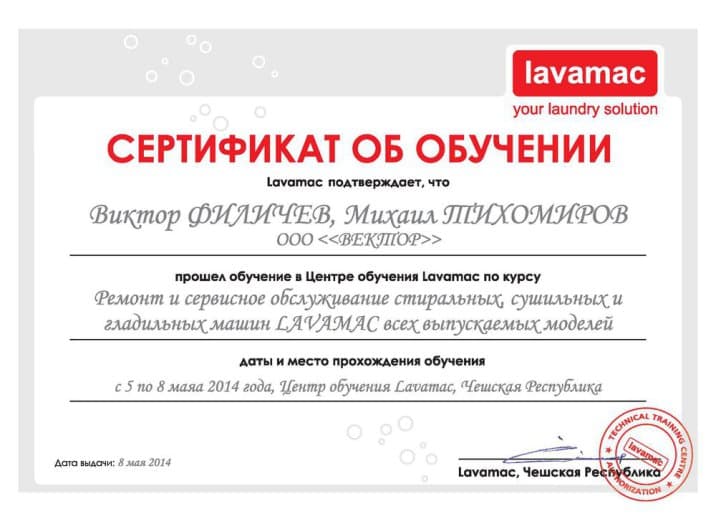 lavamac
your laundry solution
СЕРТИФИКАТ ОБ ОБУЧЕНИИ
Lavamac подтверждает, что
Виктор ФИЛИЧЕВ, Михаил ТИХОМИРОВ
ООО <<ВЕКТОР>>
прошел обучение в Центре обучения Lavamac по курсу
Ремонт и сервисное обслуживание стиральных, сушильных и
гладильных машин LAVAMAC всех выпускаемых моделей
даты и место прохождения обучения
с 5 по 8 маяа 2014 года, Центр обучения Lavamac, Чешская Республика
Дата выдачи: 8 мая 2014
Lavamac, Чешская Республика
TECHNICAL TRAINING CENTRE
lavamac
AUTHORIZATION